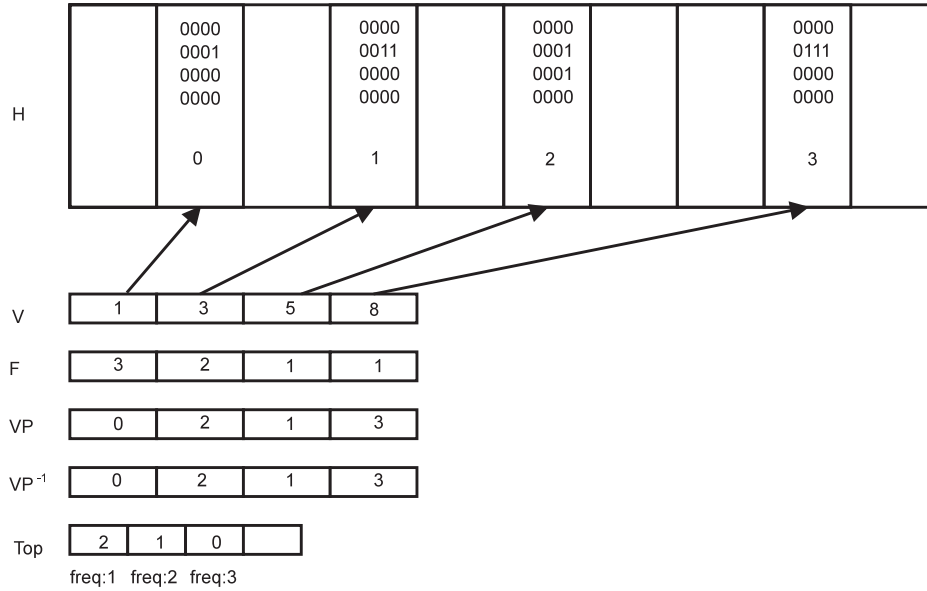 0000 0000 0000 0000
0001 0011 0001 0111
0000 0000 0001 0000
0000 0000 0000 0000
H
0 1 2 3
V 1 3 5 8
F 3 2 1 1
VP 0 2 1 3
VP⁻¹ 0 2 1 3
Top 2 1 0
freq:1 freq:2 freq:3